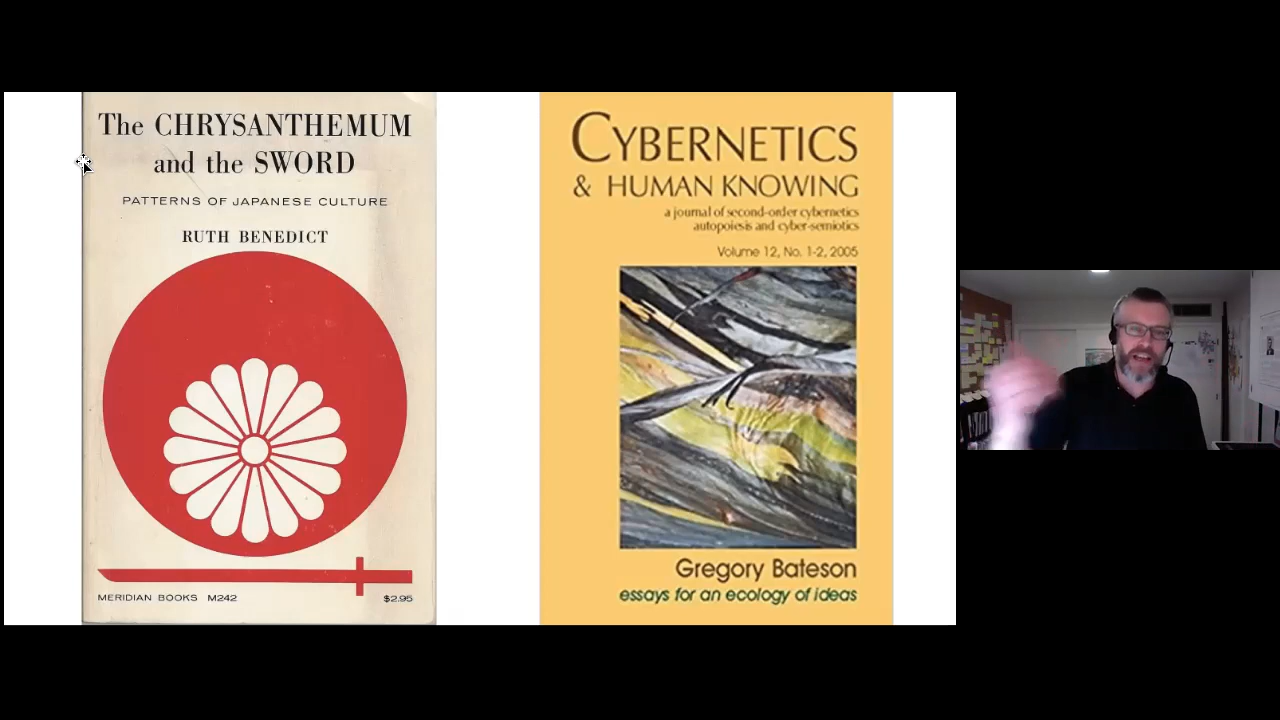 The CHRYSANTHEMUM
and the SWORD
PATTERNS OF JAPANESE CULTURE
RUTH BENEDICT
MERIDIAN BOOKS M242
$2.95
CYBERNETICS
& HUMAN KNOWING
a journal of second-order cybernetics
autopoiesis and cyber-semiotics
Volume 12, No. 1-2, 2005
Gregory Bateson
essays for an ecology of ideas